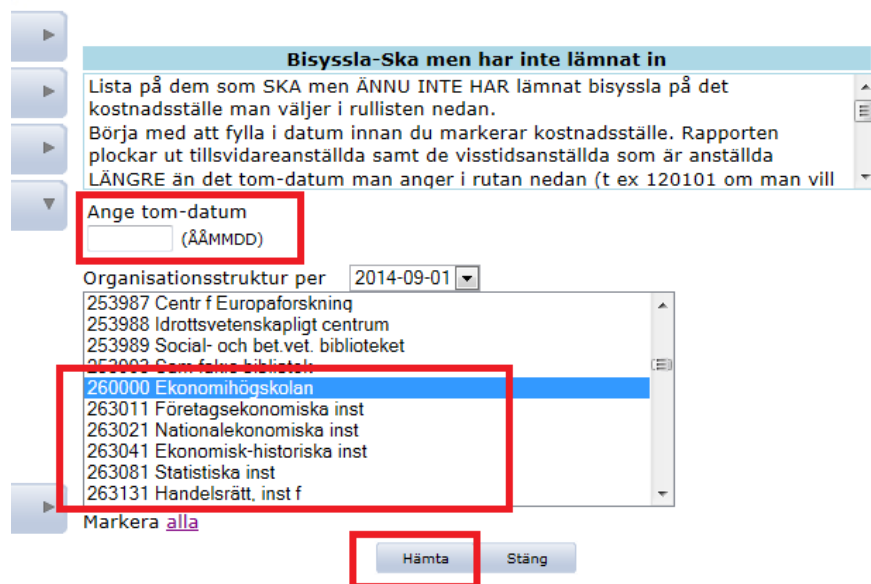 Bisyssla-Ska men har inte lämnat in
Lista på dem som SKA men ÄNNU INTE HAR lämnat bisyssla på det
kostnadsställe man väljer i rullisten nedan.
Börja med att fylla i datum innan du markerar kostnadsställe. Rapporten
plockar ut tillsvidareanställda samt de visstidsanställda som är anställda
LÄNGRE än det tom-datum man anger i rutan nedan (t ex 120101 om man vill
Ange tom-datum
(ÅÅMMDD)
Organisationsstruktur per 2014-09-01
253987 Centr f Europaforskning
253988 Idrottsvetenskapligt centrum
253989 Social- och bet.vet. biblioteket
260000 Ekonomihögskolan
263011 Företagsekonomiska inst
263021 Nationalekonomiska inst
263041 Ekonomisk-historiska inst
263081 Statistiska inst
263131 Handelsrätt, inst f
Markera alla
Hämta Stäng